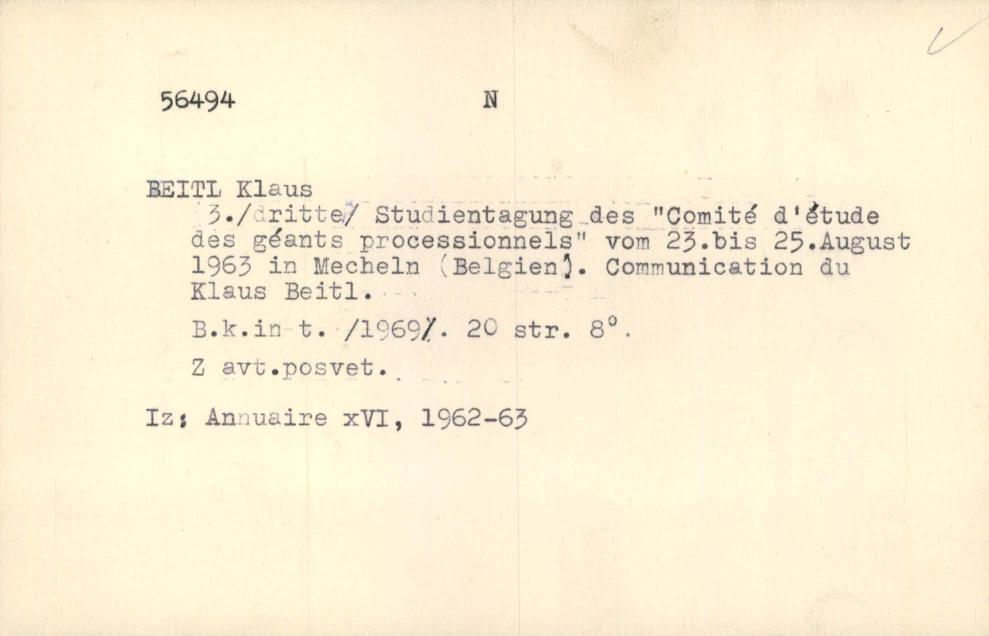 56494 N
BEITL Klaus
3./dritte/ Studientagung des "Comité d'étude
des géants processionnels" vom 23.bis 25.August
1963 in Mecheln (Belgien). Communication du
Klaus Beitl.
B.k.in t. /1969/. 20 str. 8°.
Z avt.posvet.
Iz: Annuaire xVI, 1962-63